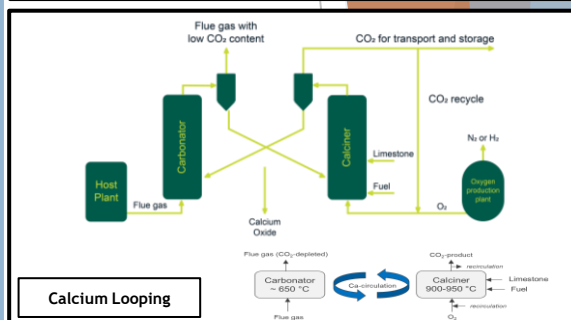 Flue gas with
low CO₂ content
CO₂ for transport and storage
CO₂ recycle
Carbonator
Calciner
N₂ or H₂
Limestone
Host
Plant
Fuel
Oxygen
production
plant
Flue gas
O₂
Calcium
Oxide
Flue gas (CO₂-depleted)
CO₂-product
recirculation
Carbonator
~ 650 °C
Ca-circulation
Calciner
900-950 °C
Limestone
Fuel
recirculation
Flue gas
O₂
Calcium Looping